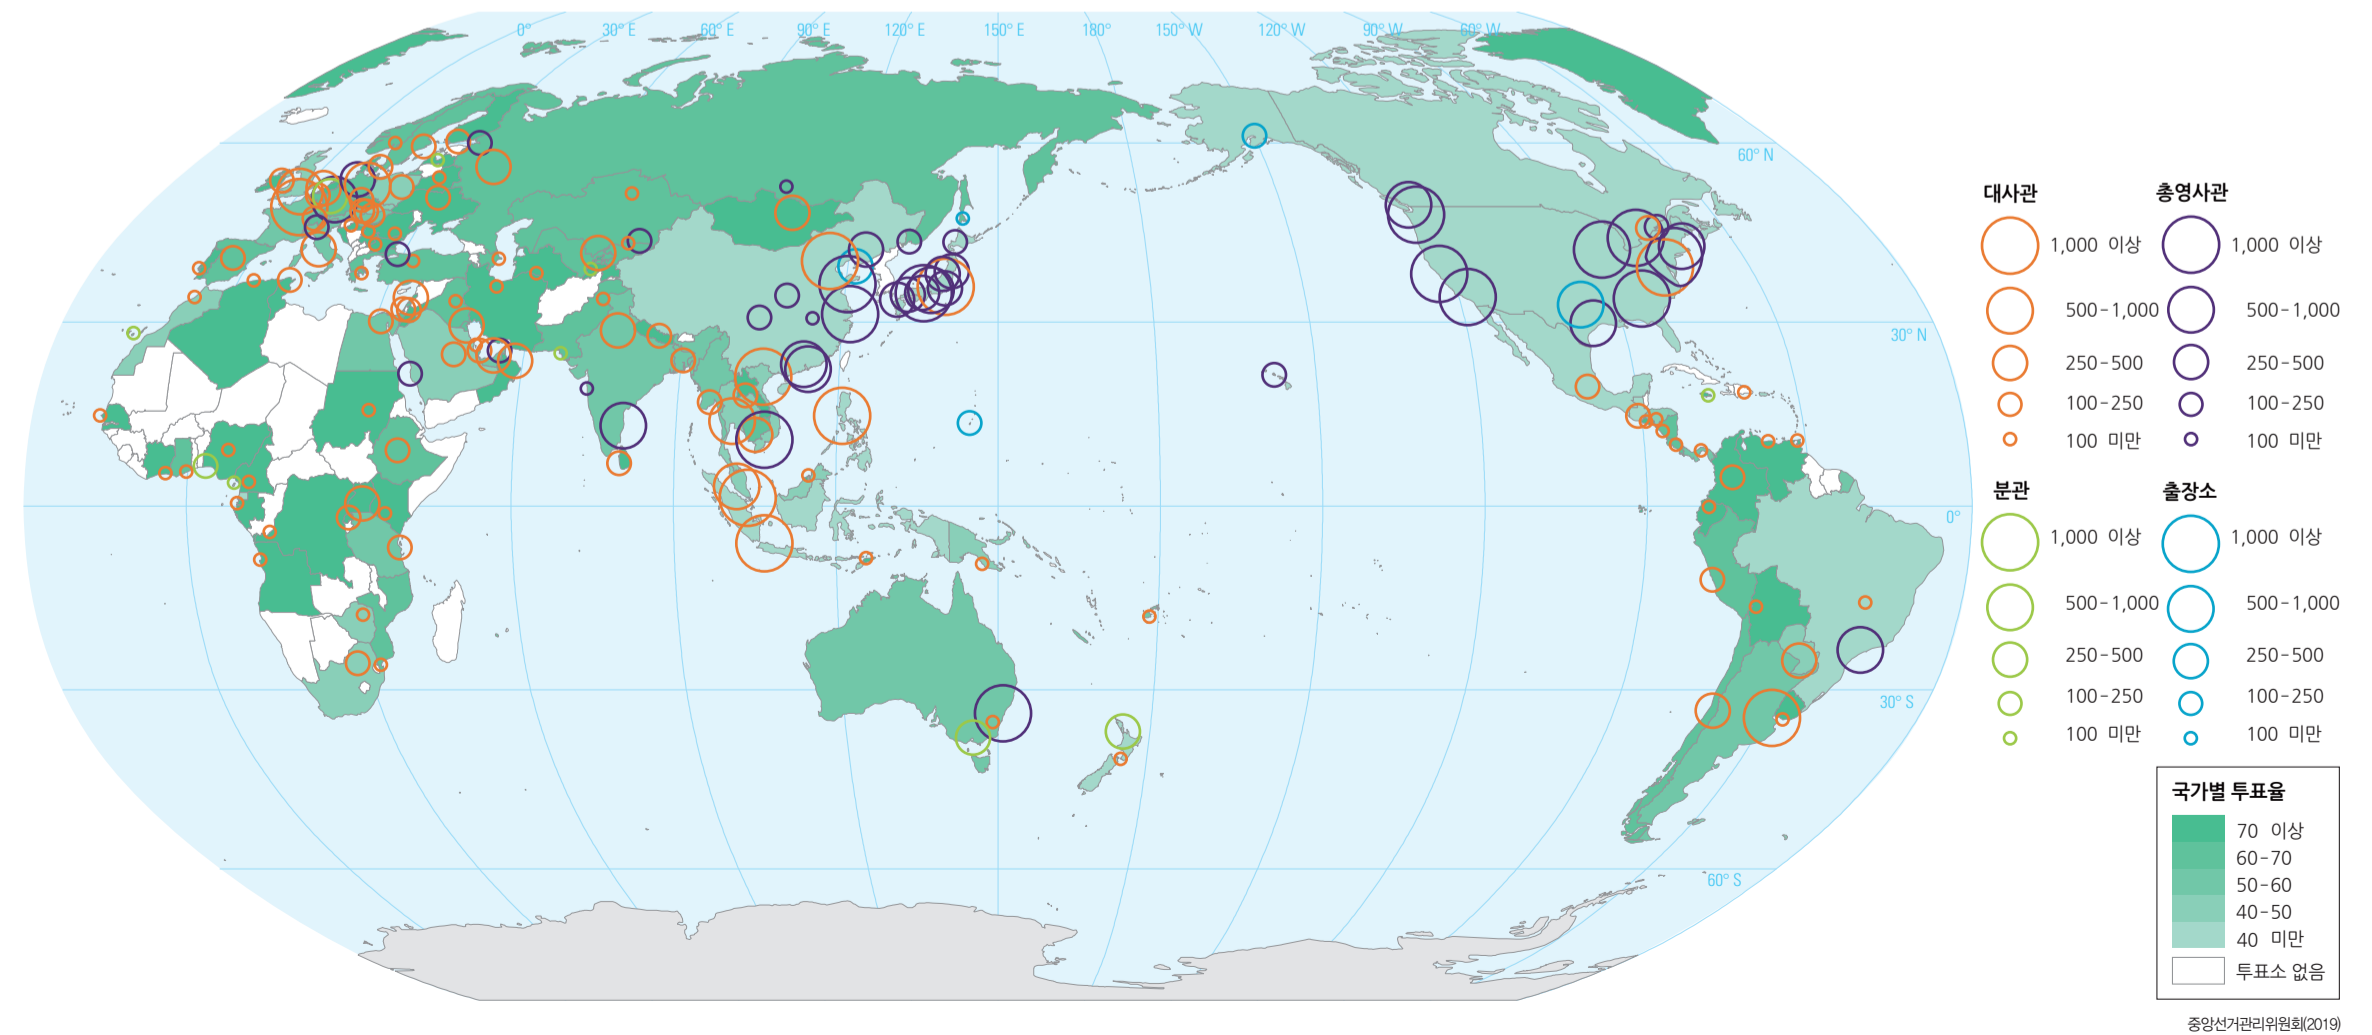 0° 30° E 60° E 90° E 120° E 150° E 180° 150° W 120° W 90° W 60° W
60° N
30° N
0°
30° S
60° S
대사관
1,000 이상
500-1,000
250-500
100-250
100 미만
총영사관
1,000 이상
500-1,000
250-500
100-250
100 미만
분관
1,000 이상
500-1,000
250-500
100-250
100 미만
출장소
1,000 이상
500-1,000
250-500
100-250
100 미만
국가별 투표율
70 이상
60-70
50-60
40-50
40 미만
투표소 없음
중앙선거관리위원회(2019)